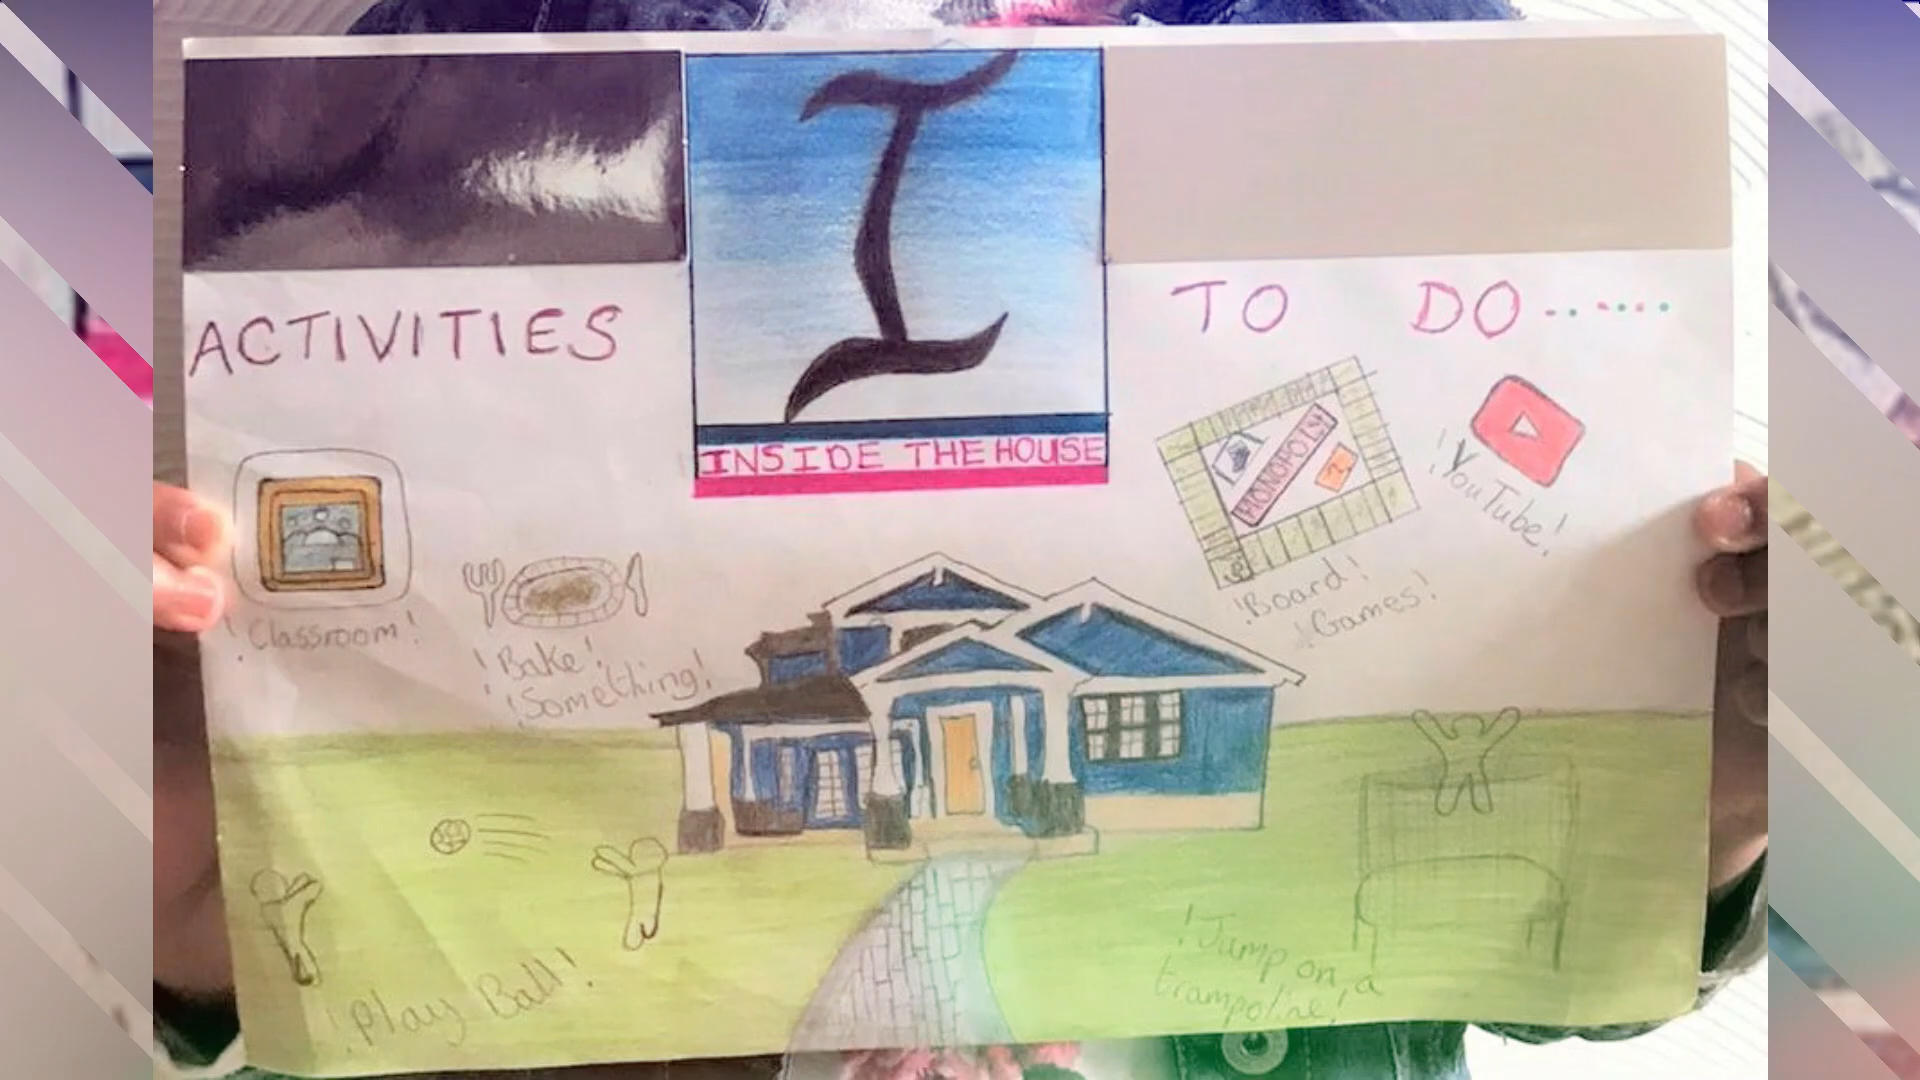 I
ACTIVITIES
TO DO.......
INSIDE THE HOUSE
MONOPOLY
?
!YouTube!
!Board!
!Games!
!Classroom!
!Bake!
!Something!
!Play Ball!
!Jump on a
trampoline!